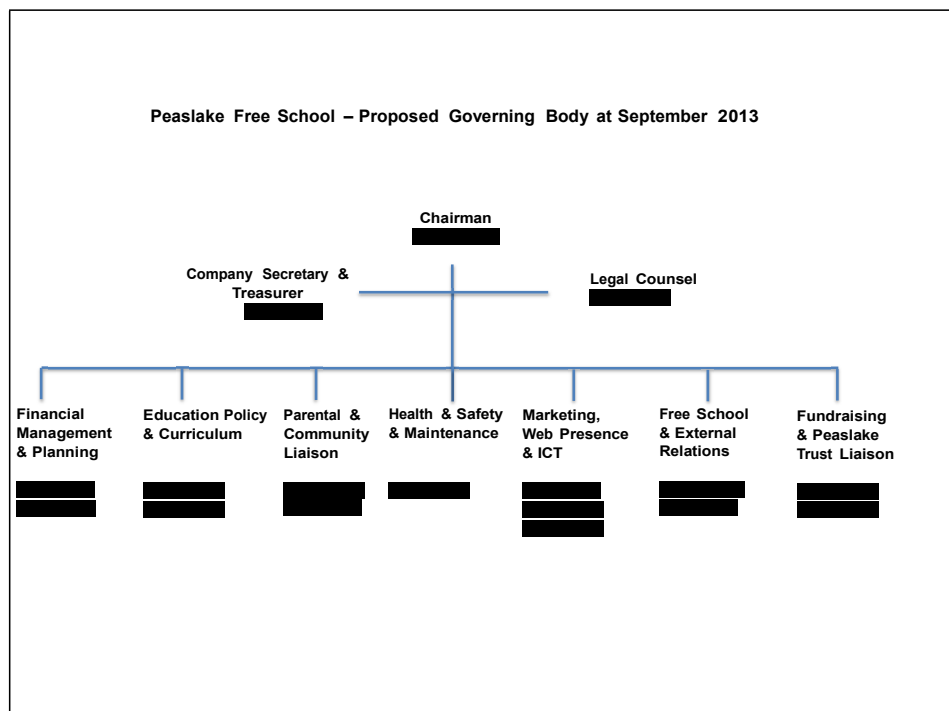 Peaslake Free School – Proposed Governing Body at September 2013
Chairman
Company Secretary &
Treasurer
Legal Counsel
Financial
Management
& Planning
Education Policy
& Curriculum
Parental &
Community
Liaison
Health & Safety
& Maintenance
Marketing,
Web Presence
& ICT
Free School
& External
Relations
Fundraising
& Peaslake
Trust Liaison